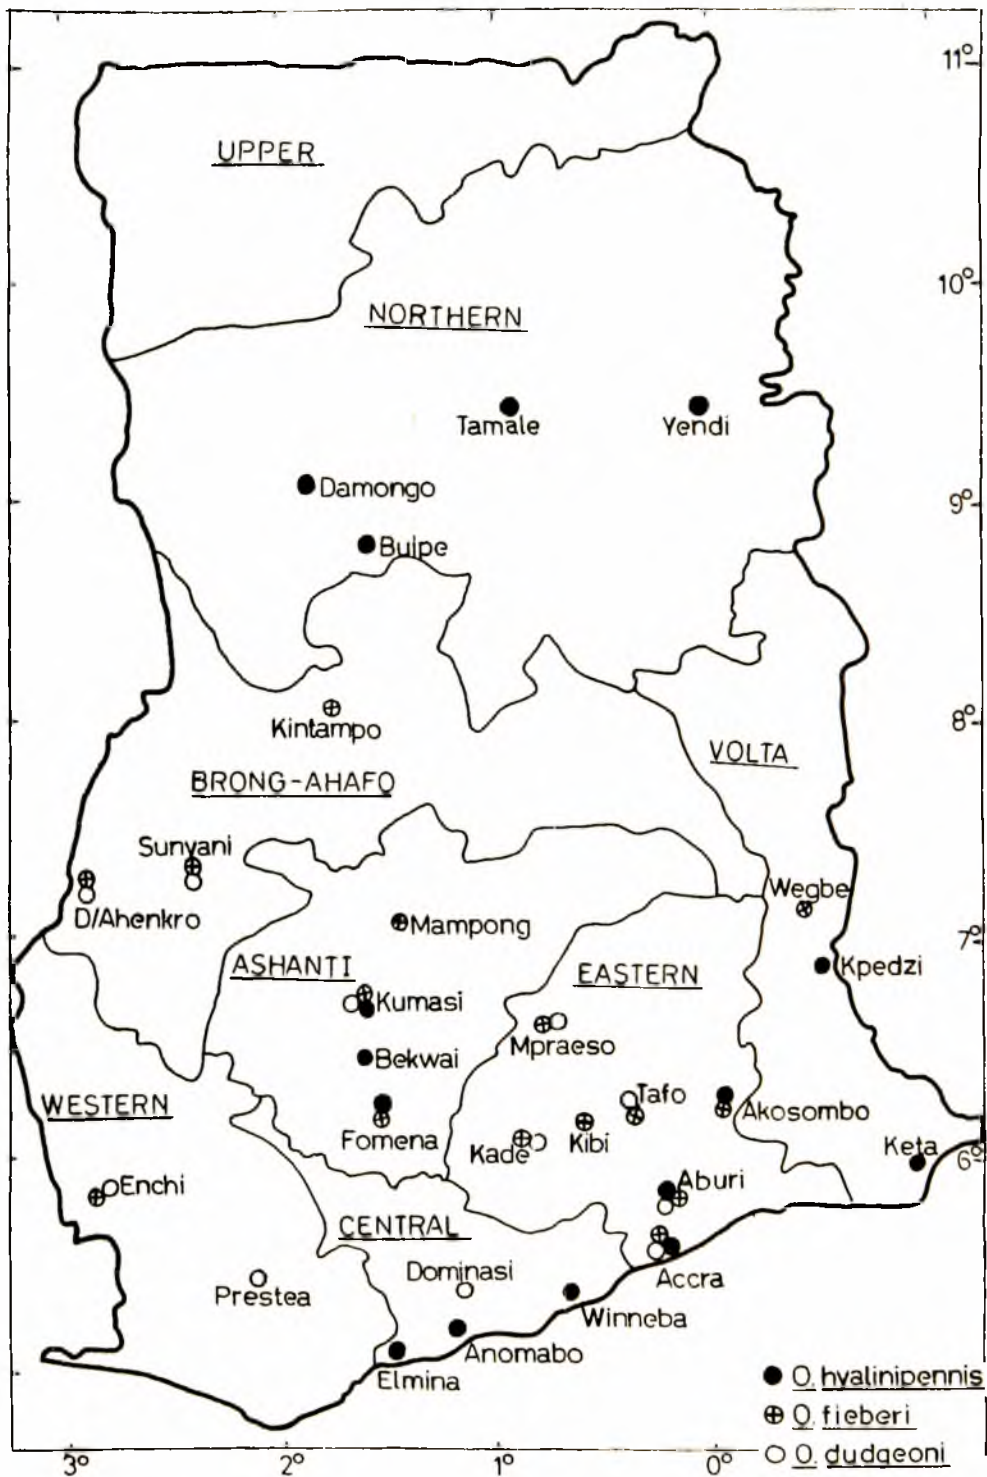 11°
UPPER
10°
NORTHERN
Tamale
Yendi
9°
Damongo
Buipe
8°
Kintampo
VOLTA
BRONG-AHAFO
Sunyani
Wegbe
D/Ahenkro
Mampong
7°
ASHANTI
EASTERN
Kpedzi
Kumasi
Mpraeso
Bekwai
WESTERN
Tafo
Akosombo
Fomena
Kade
Kibi
Keta
6°
Enchi
Aburi
CENTRAL
Dominasi
Accra
Prestea
Winneba
Anomabo
Elmina
O. hyalinipennis
O. fieberi
O. dudgeoni
3°
2°
1°
0°